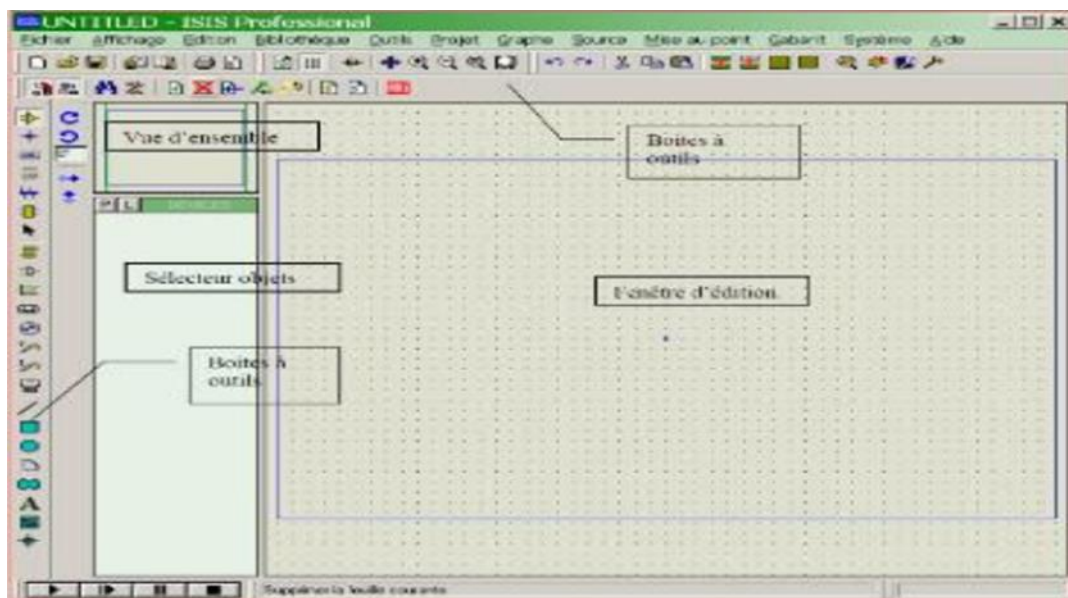 UNTITLED - ISIS Professional
Fichier Affichage Edition Bibliothèque Outils Projet Graphe Source Mise au point Gabarit Système Aide
Vue d'ensemble
Boites à
outils
P L DEVICES
Sélecteur objets
Fenêtre d'édition
Boites à
outils
A
Supprimer la feuille courante